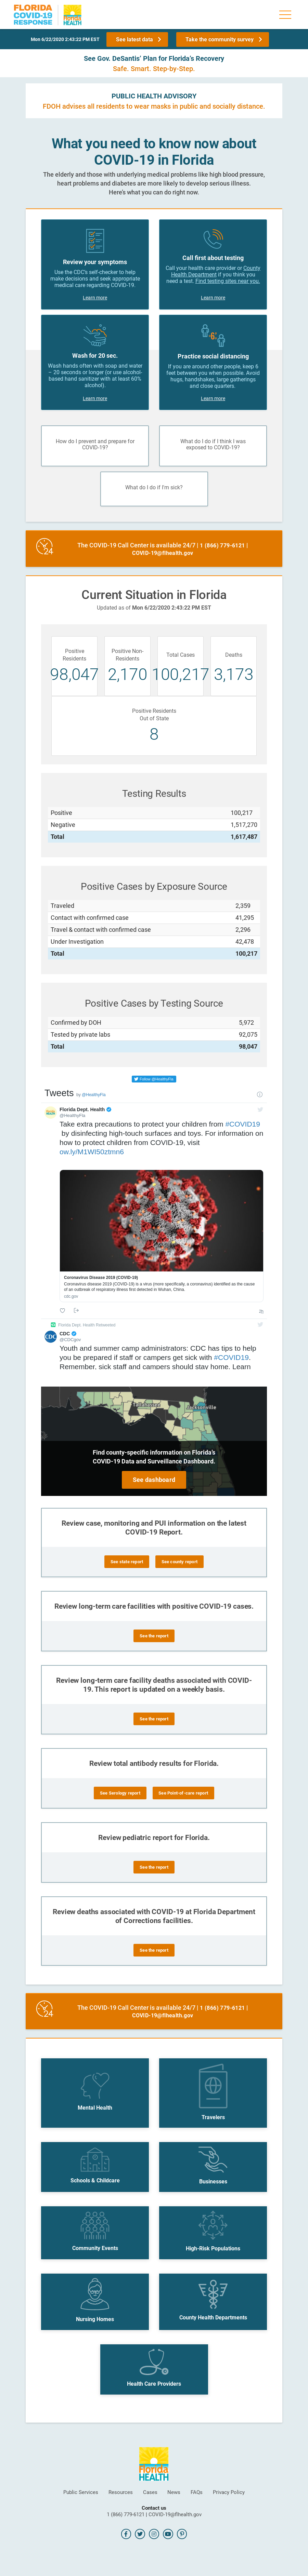 FLORIDA
COVID-19
RESPONSE
Florida
HEALTH
Mon 6/22/2020 2:43:22 PM EST
See latest data
Take the community survey
See Gov. DeSantis' Plan for Florida's Recovery
Safe. Smart. Step-by-Step.
PUBLIC HEALTH ADVISORY
FDOH advises all residents to wear masks in public and socially distance.
What you need to know now about
COVID-19 in Florida
The elderly and those with underlying medical problems like high blood pressure,
heart problems and diabetes are more likely to develop serious illness.
Here's what you can do right now.
Review your symptoms
Use the CDC's self-checker to help
make decisions and seek appropriate
medical care regarding COVID-19.
Learn more
Call first about testing
Call your health care provider or County
Health Department if you think you
need a test. Find testing sites near you.
Learn more
Wash for 20 sec.
Wash hands often with soap and water
– 20 seconds or longer (or use alcohol-
based hand sanitizer with at least 60%
alcohol).
Learn more
Practice social distancing
If you are around other people, keep 6
feet between you when possible. Avoid
hugs, handshakes, large gatherings
and close quarters.
Learn more
How do I prevent and prepare for
COVID-19?
What do I do if I think I was
exposed to COVID-19?
What do I do if I'm sick?
24
The COVID-19 Call Center is available 24/7 | 1 (866) 779-6121 |
COVID-19@flhealth.gov
Current Situation in Florida
Updated as of Mon 6/22/2020 2:43:22 PM EST
Positive
Residents
98,047
Positive Non-
Residents
2,170
Total Cases
100,217
Deaths
3,173
Positive Residents
Out of State
8
Testing Results
Positive 100,217
Negative 1,517,270
Total 1,617,487
Positive Cases by Exposure Source
Traveled 2,359
Contact with confirmed case 41,295
Travel & contact with confirmed case 2,296
Under Investigation 42,478
Total 100,217
Positive Cases by Testing Source
Confirmed by DOH 5,972
Tested by private labs 92,075
Total 98,047
Follow @HealthyFla
Tweets by @HealthyFla
Florida Dept. Health
@HealthyFla
Take extra precautions to protect your children from #COVID19
by disinfecting high-touch surfaces and toys. For information on
how to protect children from COVID-19, visit
ow.ly/M1WI50ztmn6
Coronavirus Disease 2019 (COVID-19)
Coronavirus disease 2019 (COVID-19) is a virus (more specifically, a coronavirus) identified as the cause
of an outbreak of respiratory illness first detected in Wuhan, China.
cdc.gov
Florida Dept. Health Retweeted
CDC
CDC
@CDCgov
Youth and summer camp administrators: CDC has tips to help
you be prepared if staff or campers get sick with #COVID19.
Remember. sick staff and campers should stay home. Learn
Find county-specific information on Florida's
COVID-19 Data and Surveillance Dashboard.
See dashboard
Review case, monitoring and PUI information on the latest
COVID-19 Report.
See state report
See county report
Review long-term care facilities with positive COVID-19 cases.
See the report
Review long-term care facility deaths associated with COVID-
19. This report is updated on a weekly basis.
See the report
Review total antibody results for Florida.
See Serology report
See Point-of-care report
Review pediatric report for Florida.
See the report
Review deaths associated with COVID-19 at Florida Department
of Corrections facilities.
See the report
24
The COVID-19 Call Center is available 24/7 | 1 (866) 779-6121 |
COVID-19@flhealth.gov
Mental Health
Travelers
Schools & Childcare
Businesses
Community Events
High-Risk Populations
Nursing Homes
County Health Departments
Health Care Providers
Florida
HEALTH
Public Services Resources Cases News FAQs Privacy Policy
Contact us
1 (866) 779-6121 | COVID-19@flhealth.gov